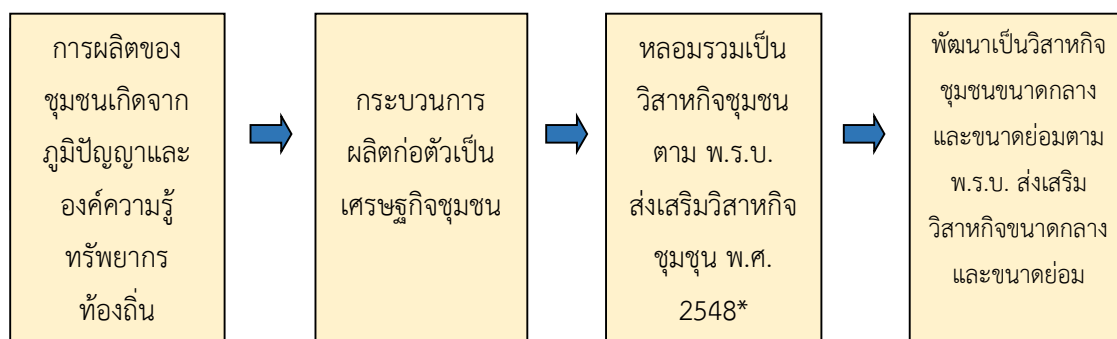 การผลิตของ
ชุมชนเกิดจาก
ภูมิปัญญาและ
องค์ความรู้
ทรัพยากร
ท้องถิ่น
กระบวนการ
ผลิตก่อตัวเป็น
เศรษฐกิจชุมชน
หลอมรวมเป็น
วิสาหกิจชุมชน
ตาม พ.ร.บ.
ส่งเสริมวิสาหกิจ
ชุมชุน พ.ศ.
2548*
พัฒนาเป็นวิสาหกิจ
ชุมชนขนาดกลาง
และขนาดย่อมตาม
พ.ร.บ. ส่งเสริม
วิสาหกิจขนาดกลาง
และขนาดย่อม